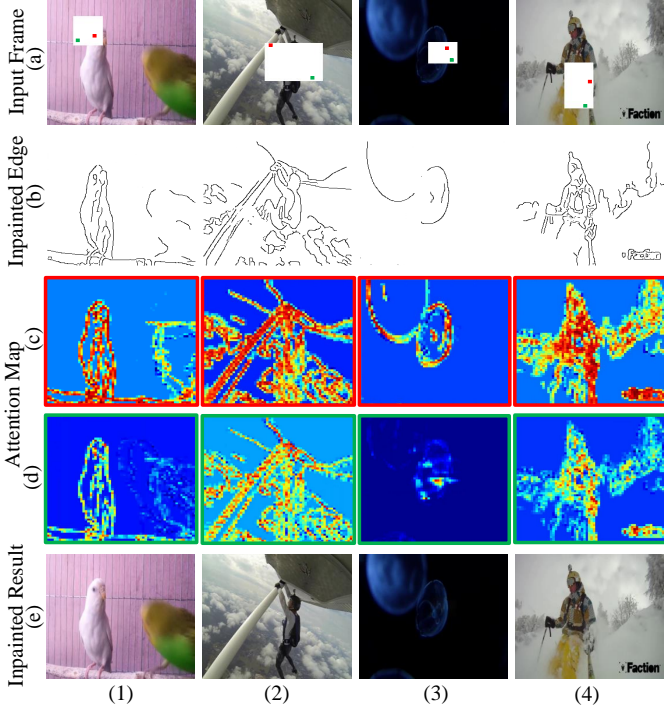 Input Frame
(a)
Faction
Inpainted Edge
(b)
Attention Map
(c)
(d)
Inpainted Result
(e)
Faction
(1)
(2)
(3)
(4)